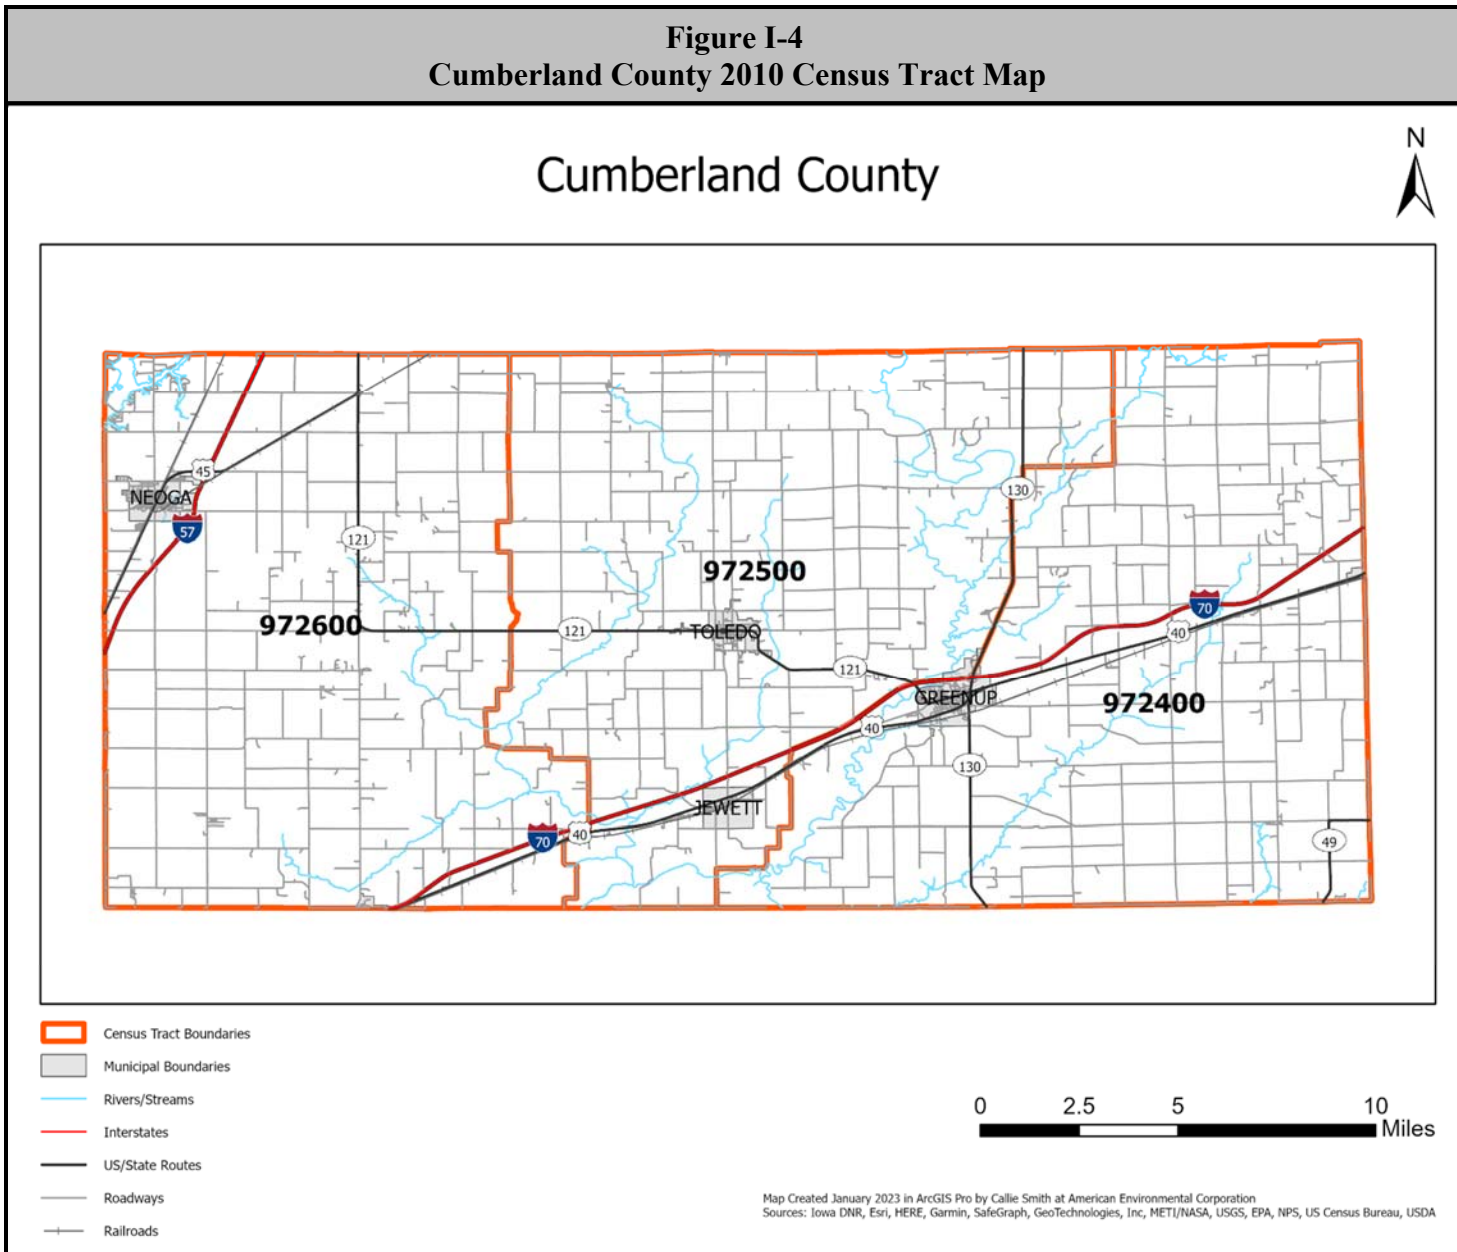 Figure I-4
Cumberland County 2010 Census Tract Map
N
Cumberland County
45
NEOGA
57
130
121
972500
70
972600
121
TOLEDO
40
121
GREENUP
972400
40
130
JEWETT
70
40
49
Census Tract Boundaries
Municipal Boundaries
Rivers/Streams
Interstates
US/State Routes
Roadways
Railroads
0 2.5 5 10
Miles
Map Created January 2023 in ArcGIS Pro by Callie Smith at American Environmental Corporation
Sources: Iowa DNR, Esri, HERE, Garmin, SafeGraph, GeoTechnologies, Inc, METI/NASA, USGS, EPA, NPS, US Census Bureau, USDA